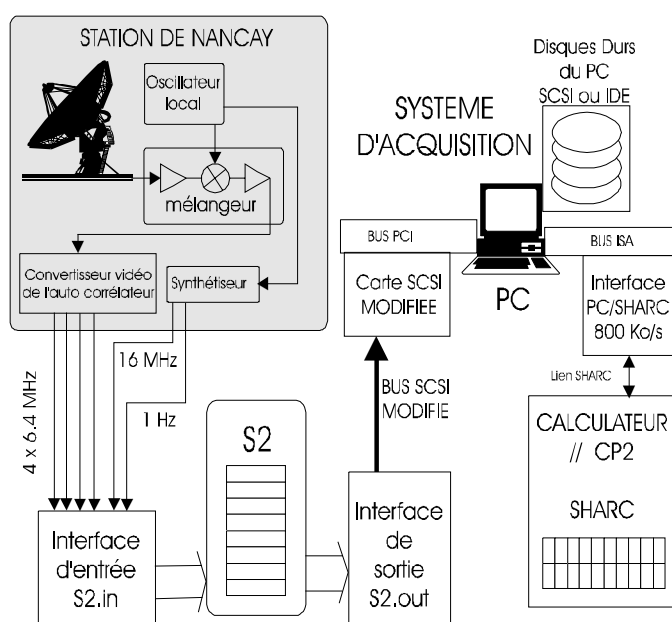 STATION DE NANCAY
Oscillateur
local
mélangeur
Convertisseur vidéo
de l'auto corrélateur
Synthétiseur
4 x 6.4 MHz
16 MHz
1 Hz
Interface
d'entrée
S2.in
S2
Interface
de
sortie
S2.out
BUS SCSI
MODIFIE
Carte SCSI
MODIFIEE
BUS PCI
SYSTEME
D'ACQUISITION
Disques Durs
du PC
SCSI ou IDE
PC
BUS ISA
Interface
PC/SHARC
800 Ko/s
Lien SHARC
CALCULATEUR
// CP2
SHARC